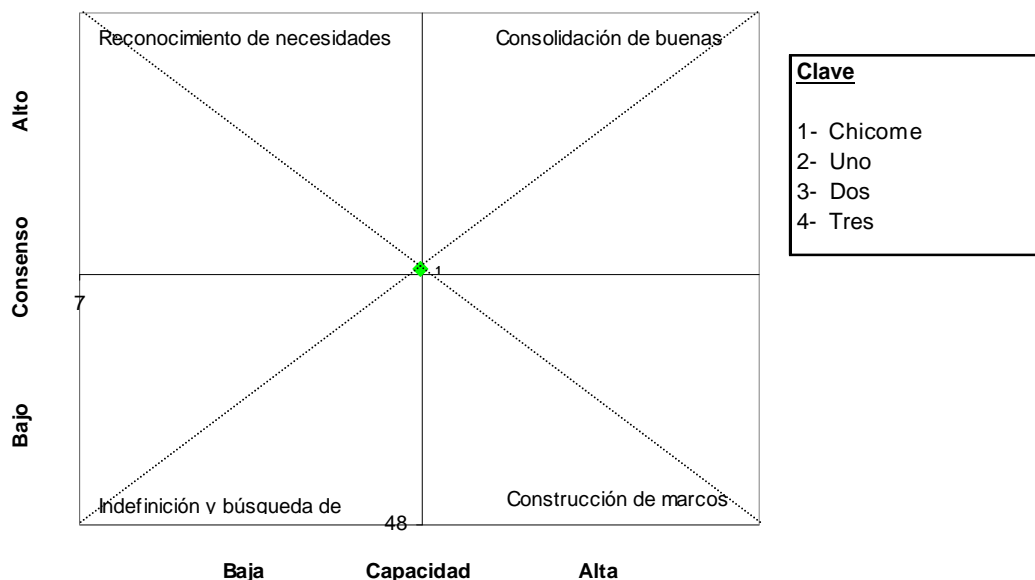 Reconocimiento de necesidades
Consolidación de buenas
Clave
1- Chicome
2- Uno
3- Dos
4- Tres
Alto
Consenso
Bajo
1
7
Indefinición y búsqueda de
Construcción de marcos
48
Baja
Capacidad
Alta